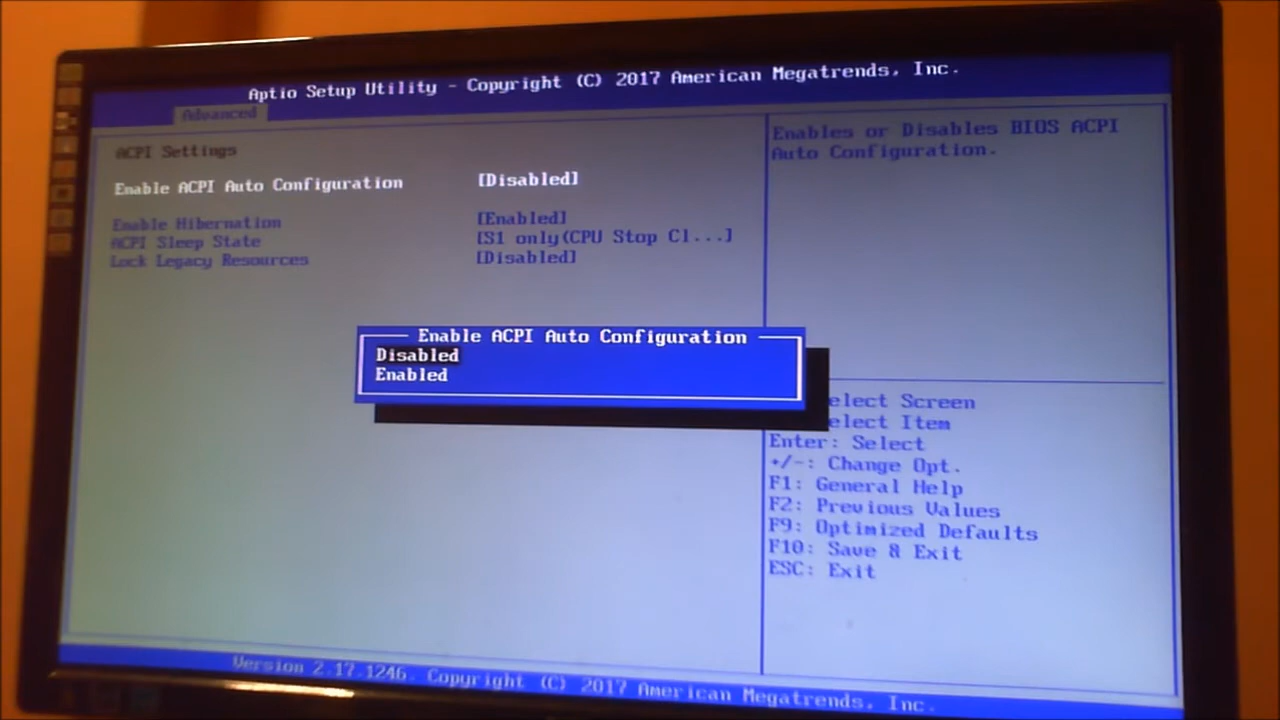 Aptio Setup Utility - Copyright (C) 2017 American Megatrends, Inc.
Advanced
ACPI Settings
Enable ACPI Auto Configuration [Disabled]
Enable Hibernation [Enabled]
ACPI Sleep State [S1 only(CPU Stop Cl...]
Lock Legacy Resources [Disabled]
Enables or Disables BIOS ACPI
Auto Configuration.
Enable ACPI Auto Configuration
Disabled
Enabled
elect Screen
elect Item
Enter: Select
+/-: Change Opt.
F1: General Help
F2: Previous Values
F9: Optimized Defaults
F10: Save & Exit
ESC: Exit
Version 2.17.1246. Copyright (C) 2017 American Megatrends, Inc.